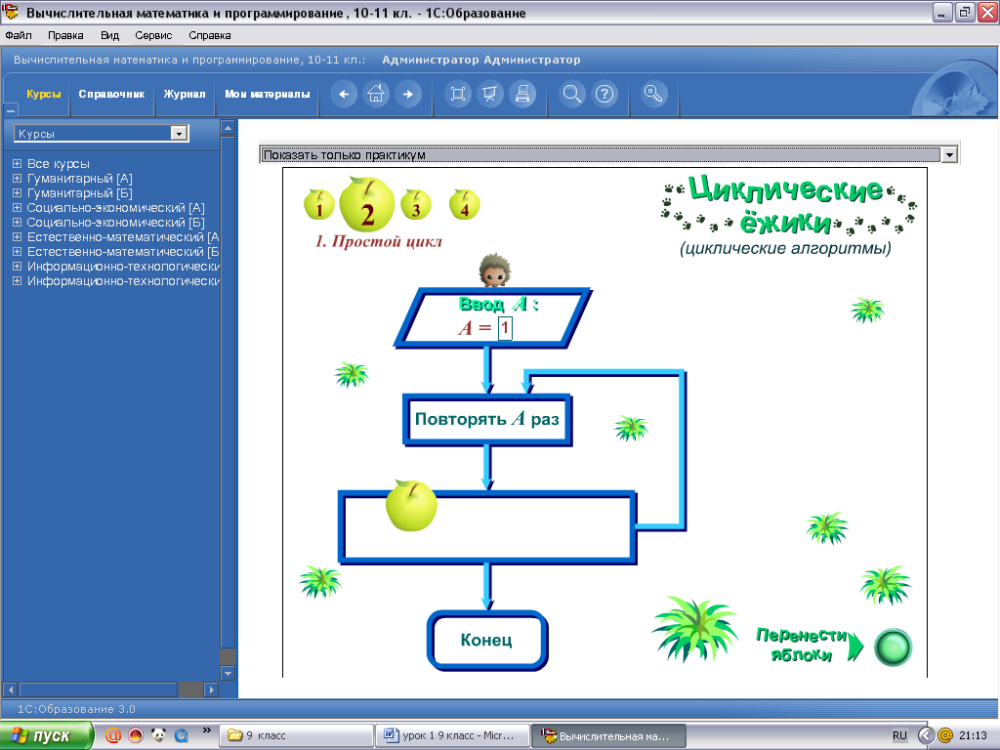 Вычислительная математика и программирование , 10-11 кл. - 1С:Образование
Файл Правка Вид Сервис Справка
Вычислительная математика и программирование, 10-11 кл.: Администратор Администратор
Курсы Справочник Журнал Мои материалы
Курсы
Все курсы
Гуманитарный [А]
Гуманитарный [Б]
Социально-экономический [А]
Социально-экономический [Б]
Естественно-математический [А
Естественно-математический [Б
Информационно-технологически
Информационно-технологически
Показать только практикум
1 2 3 4
1. Простой цикл
Циклические
ёжики
(циклические алгоритмы)
Ввод A :
A = 1
Повторять A раз
Конец
Перенести
яблоки
1С:Образование 3.0
пуск
9 класс
урок 1 9 класс - Micr...
Вычислительная ма...
RU
21:13